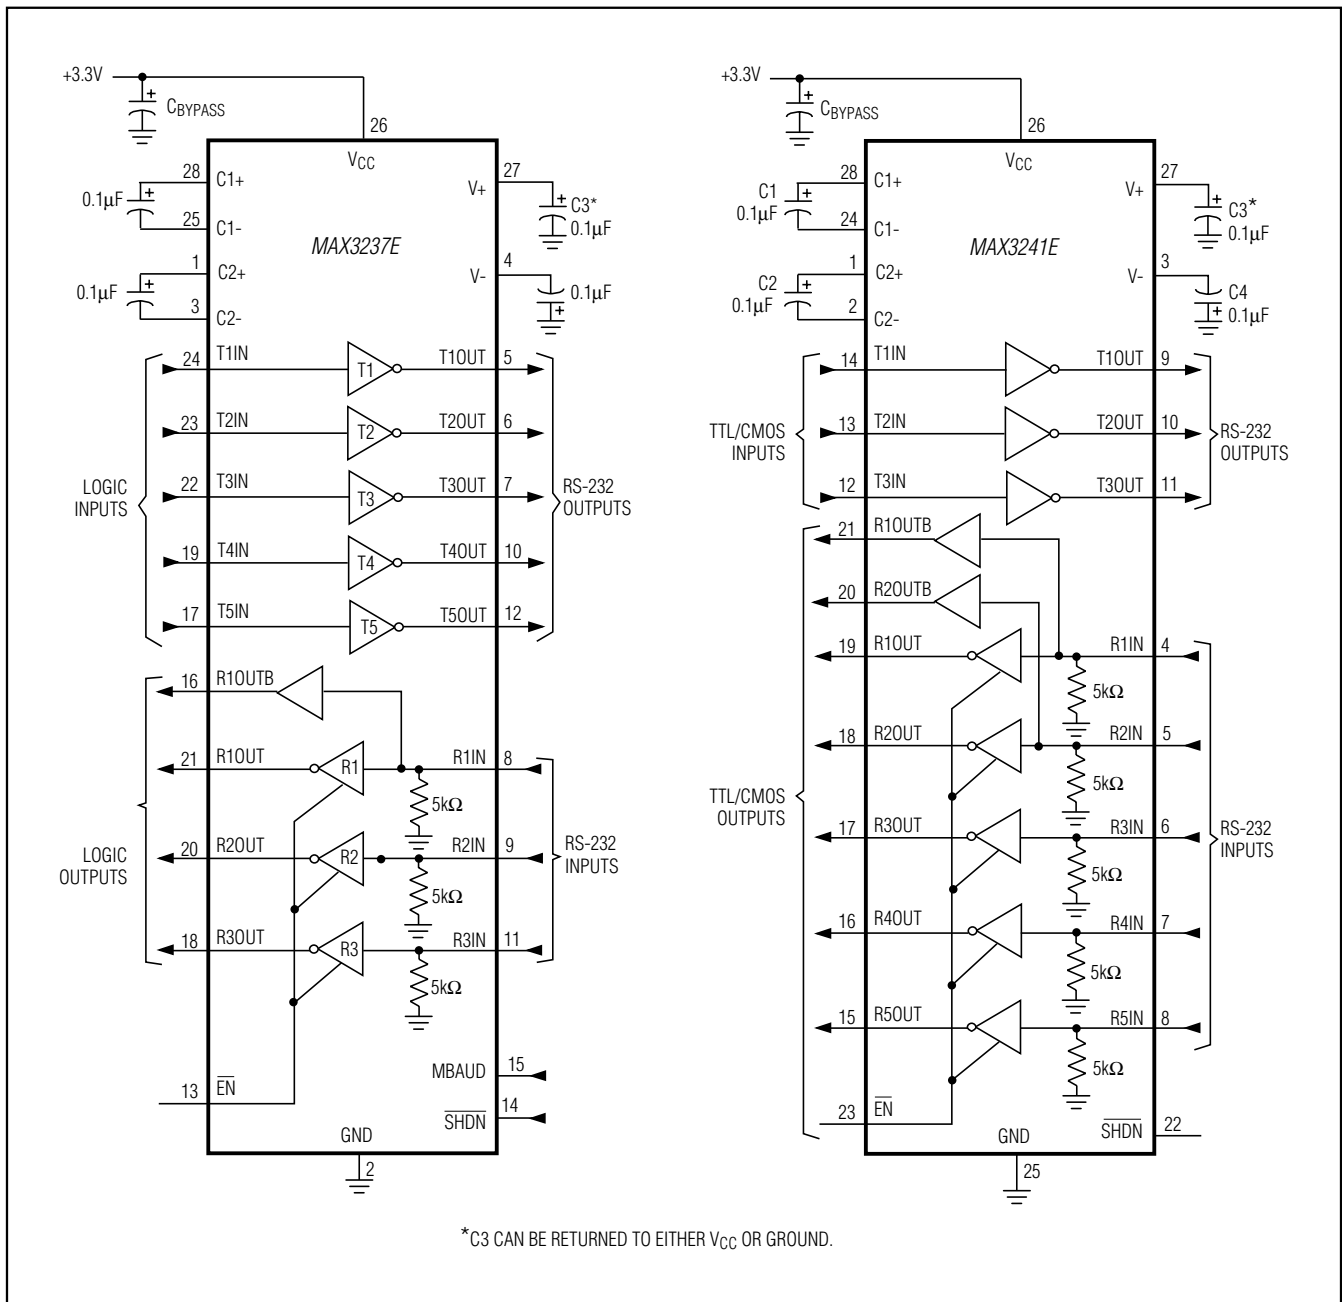 +3.3V
CBYPASS
26
VCC
28
C1+
0.1µF
25
C1-
27
V+
C3*
0.1µF
MAX3237E
1
C2+
0.1µF
3
C2-
4
V-
0.1µF
LOGIC
INPUTS
24
T1IN
T1
T1OUT
5
23
T2IN
T2
T2OUT
6
22
T3IN
T3
T3OUT
7
19
T4IN
T4
T4OUT
10
17
T5IN
T5
T5OUT
12
RS-232
OUTPUTS
16
R1OUTB
21
R1OUT
R1
R1IN
8
5kΩ
LOGIC
OUTPUTS
20
R2OUT
R2
R2IN
9
5kΩ
RS-232
INPUTS
18
R3OUT
R3
R3IN
11
5kΩ
MBAUD
15
13
EN
SHDN
14
GND
2
+3.3V
CBYPASS
26
VCC
28
C1+
C1
0.1µF
24
C1-
27
V+
C3*
0.1µF
MAX3241E
1
C2+
C2
0.1µF
2
C2-
3
V-
C4
0.1µF
TTL/CMOS
INPUTS
14
T1IN
T1OUT
9
13
T2IN
T2OUT
10
12
T3IN
T3OUT
11
RS-232
OUTPUTS
21
R1OUTB
20
R2OUTB
19
R1OUT
R1IN
4
5kΩ
18
R2OUT
R2IN
5
5kΩ
TTL/CMOS
OUTPUTS
17
R3OUT
R3IN
6
5kΩ
RS-232
INPUTS
16
R4OUT
R4IN
7
5kΩ
15
R5OUT
R5IN
8
5kΩ
23
EN
SHDN
22
GND
25
*C3 CAN BE RETURNED TO EITHER VCC OR GROUND.